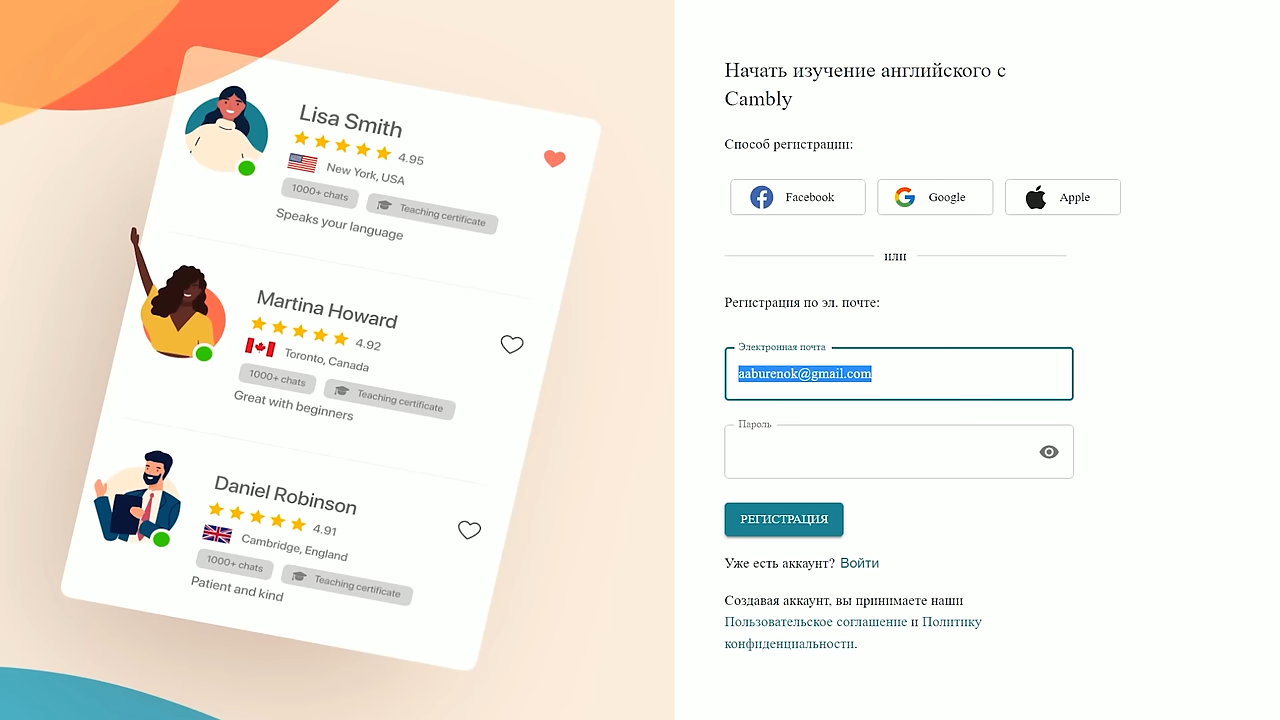 Lisa Smith
4.95
New York, USA
1000+ chats
Teaching certificate
Speaks your language
Martina Howard
4.92
Toronto, Canada
1000+ chats
Teaching certificate
Great with beginners
Daniel Robinson
4.91
Cambridge, England
1000+ chats
Teaching certificate
Patient and kind
Начать изучение английского с
Cambly
Способ регистрации:
Facebook
Google
Apple
или
Регистрация по эл. почте:
Электронная почта
aaburenok@gmail.com
Пароль
РЕГИСТРАЦИЯ
Уже есть аккаунт? Войти
Создавая аккаунт, вы принимаете наши
Пользовательское соглашение и Политику
конфиденциальности.